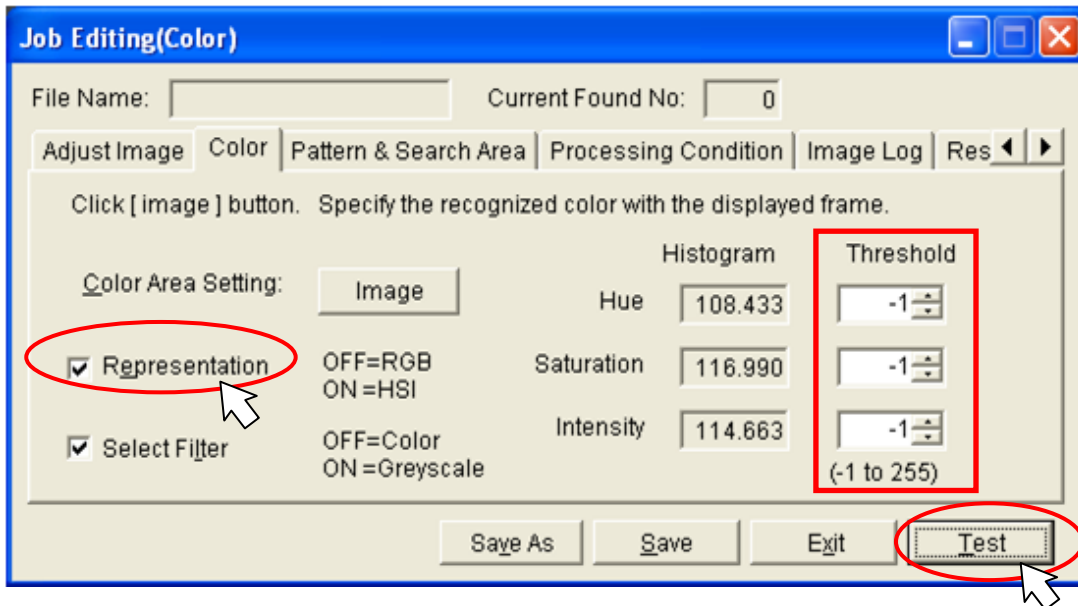 Job Editing(Color)
File Name: Current Found No: 0
Adjust Image Color Pattern & Search Area Processing Condition Image Log Res
Click [ image ] button. Specify the recognized color with the displayed frame.
Histogram Threshold
Color Area Setting: Image Hue 108.433 -1
Representation OFF=RGB Saturation 116.990 -1
ON =HSI
Select Filter OFF=Color Intensity 114.663 -1
ON =Greyscale (-1 to 255)
Save As Save Exit Test